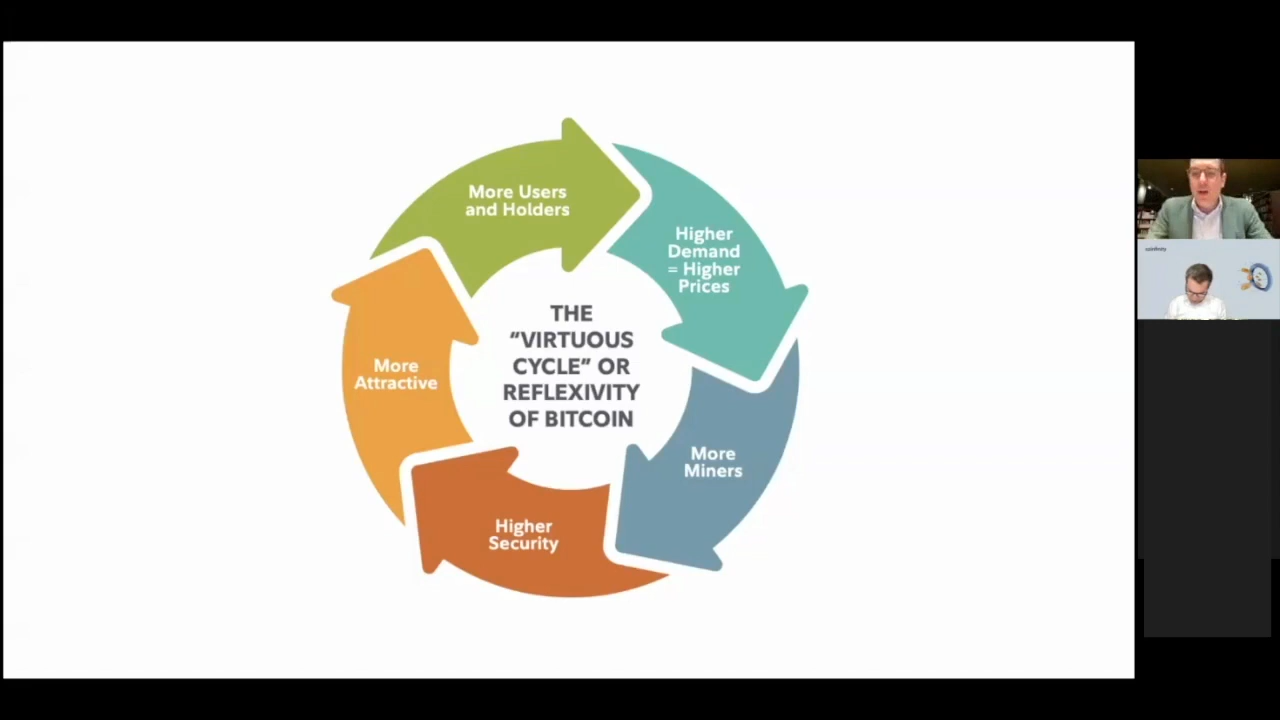 More Users
and Holders
Higher
Demand
= Higher
Prices
THE
“VIRTUOUS
CYCLE” OR
REFLEXIVITY
OF BITCOIN
More
Attractive
More
Miners
Higher
Security
coinfinity